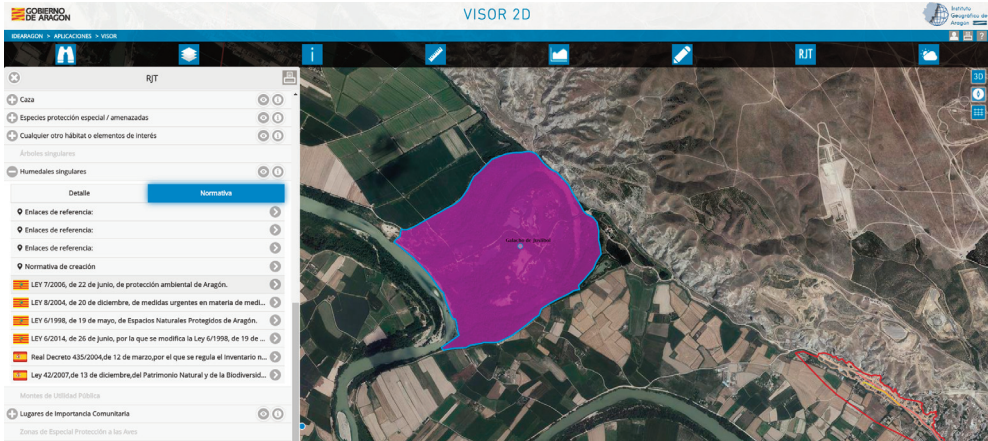 GOBIERNO
DE ARAGON
VISOR 2D
Instituto
Geográfico de
Aragón
IDEARAGON > APLICACIONES > VISOR
?
i
RJT
RJT
3D
Caza
Especies protección especial / amenazadas
Cualquier otro hábitat o elementos de interés
Árboles singulares
Humedales singulares
Detalle
Normativa
Enlaces de referencia:
Enlaces de referencia:
Enlaces de referencia:
Normativa de creación
LEY 7/2006, de 22 de junio, de protección ambiental de Aragón.
LEY 8/2004, de 20 de diciembre, de medidas urgentes en materia de medi...
LEY 6/1998, de 19 de mayo, de Espacios Naturales Protegidos de Aragón.
LEY 6/2014, de 26 de junio, por la que se modifica la Ley 6/1998, de 19 de ...
Real Decreto 435/2004,de 12 de marzo,por el que se regula el inventario n...
Ley 42/2007,de 13 de diciembre,del Patrimonio Natural y de la Biodiversid...
Montes de Utilidad Pública
Lugares de Importancia Comunitaria
Zonas de Especial Protección a las Aves